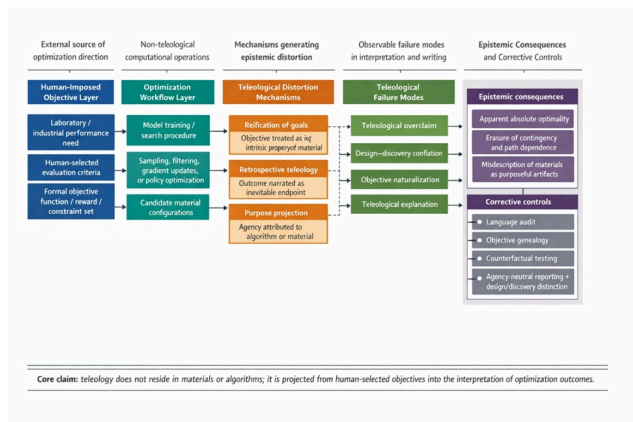 External source of
optimization direction
Non-teleological
computational operations
Mechanisms generating
epistemic distortion
Observable failure modes
in interpretation and writing
Epistemic Consequences
and Corrective Controls
Human-Imposed
Objective Layer
Laboratory /
industrial performance
need
Human-selected
evaluation criteria
Formal objective
function / reward /
constraint set
Optimization
Workflow Layer
Model training /
search procedure
Sampling, filtering,
gradient updates,
or policy optimization
Candidate material
configurations
Teleological Distortion
Mechanisms
Reification of goals
Objective treated as
intrinsic property of material
Retrospective teleology
Outcome narrated as
inevitable endpoint
Purpose projection
Agency attributed to
algorithm or material
Teleological
Failure Modes
Teleological overclaim
Design–discovery conflation
Objective naturalization
Teleological explanation
Epistemic consequences
Apparent absolute optimality
Erasure of contingency
and path dependence
Misdescription of materials
as purposeful artifacts
Corrective controls
Language audit
Objective genealogy
Counterfactual testing
Agency-neutral reporting +
design/discovery distinction
Core claim: teleology does not reside in materials or algorithms; it is projected from human-selected objectives into the interpretation of optimization outcomes.